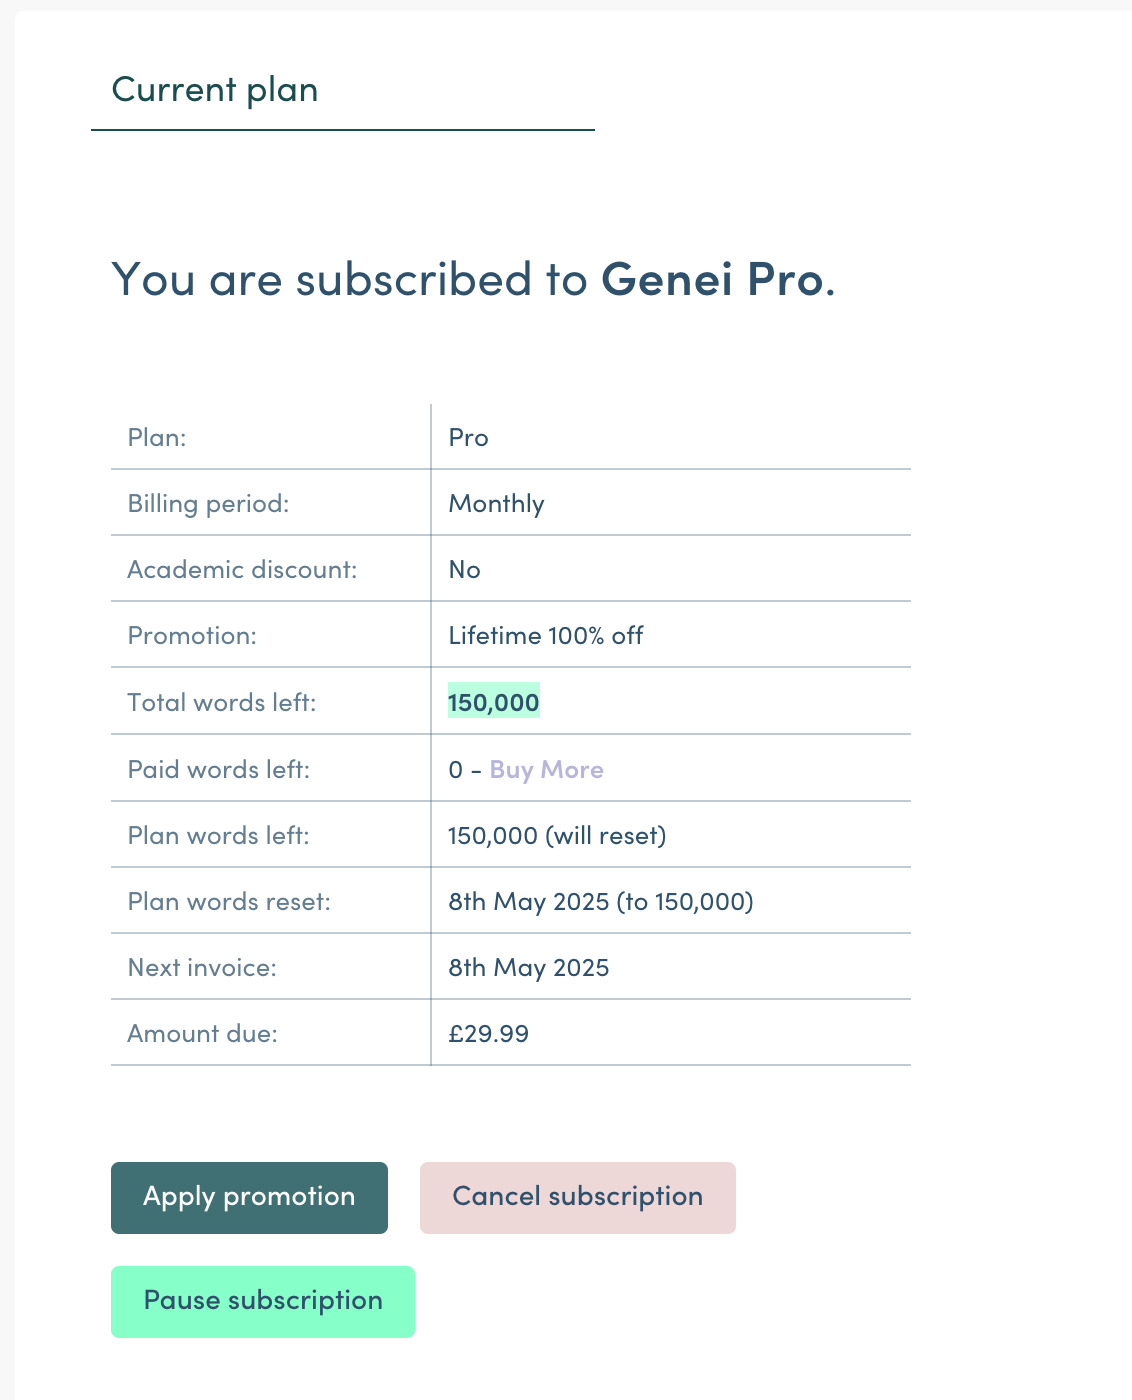 Current plan
You are subscribed to Genei Pro.
Plan: Pro
Billing period: Monthly
Academic discount: No
Promotion: Lifetime 100% off
Total words left: 150,000
Paid words left: 0 - Buy More
Plan words left: 150,000 (will reset)
Plan words reset: 8th May 2025 (to 150,000)
Next invoice: 8th May 2025
Amount due: £29.99
Apply promotion Cancel subscription
Pause subscription